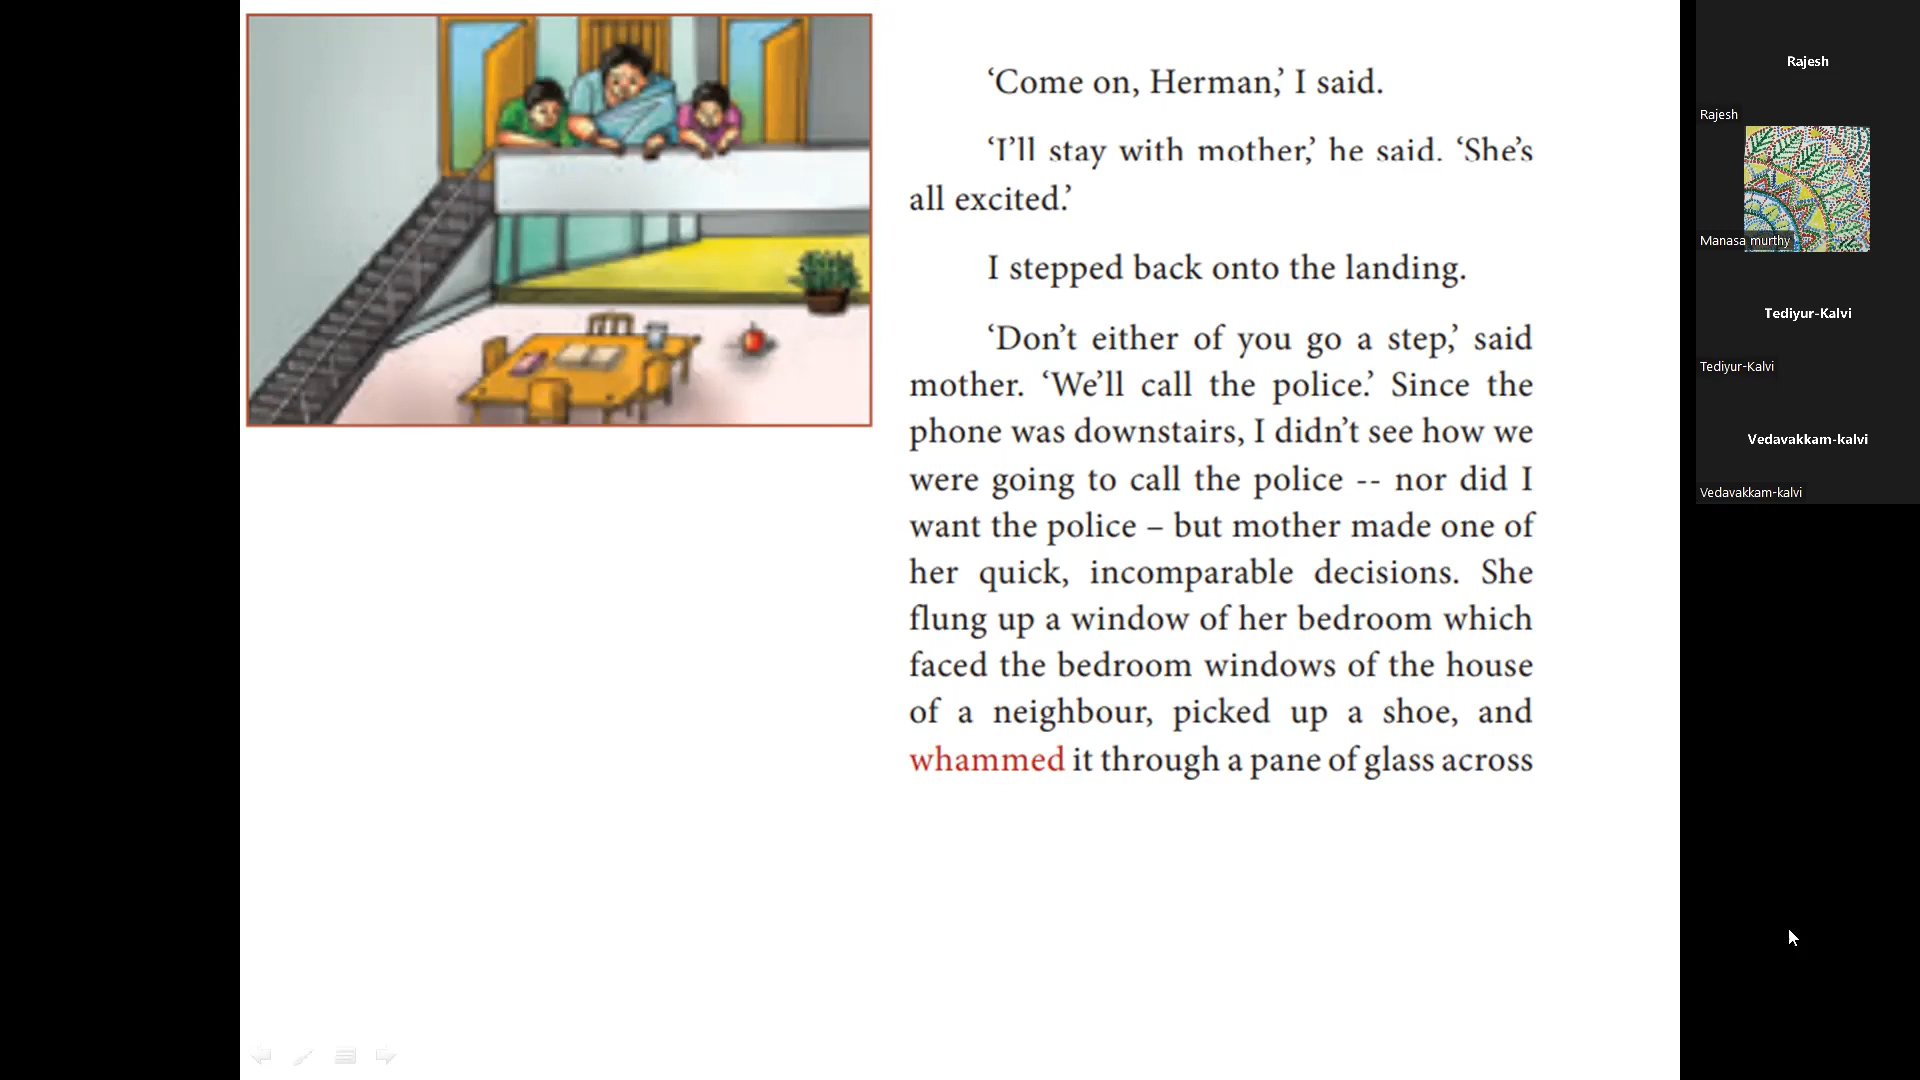 ‘Come on, Herman,’ I said.
‘I’ll stay with mother,’ he said. ‘She’s
all excited.’
I stepped back onto the landing.
‘Don’t either of you go a step,’ said
mother. ‘We’ll call the police.’ Since the
phone was downstairs, I didn’t see how we
were going to call the police -- nor did I
want the police – but mother made one of
her quick, incomparable decisions. She
flung up a window of her bedroom which
faced the bedroom windows of the house
of a neighbour, picked up a shoe, and
whammed it through a pane of glass across
Rajesh
Rajesh
Manasa murthy
Tediyur-Kalvi
Tediyur-Kalvi
Vedavakkam-kalvi
Vedavakkam-kalvi